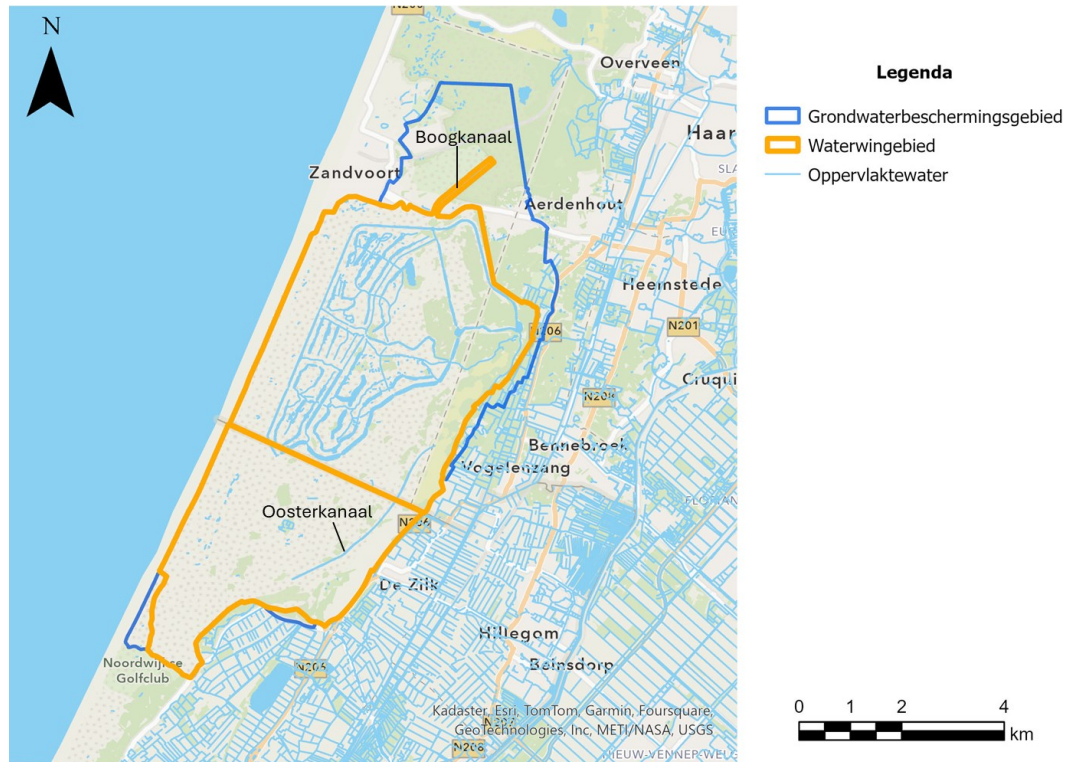 N200
N
Overveen
Legenda
Grondwaterbeschermingsgebied
Haar
Boogkanaal
Waterwingebied
Zandvoort
Oppervlaktewater
Aerdenhout
Heemstede
N206
N201
Cruqui
Bennebroek
Vogelenzang
Oosterkanaal
N206
De Zilk
Hillegom
Noordwijkse
Golfclub
Beinsdorp
Kadaster, Esri, TomTom, Garmin, Foursquare,
GeoTechnologies, Inc, METI/NASA, USGS
N208
0 1 2 4
km